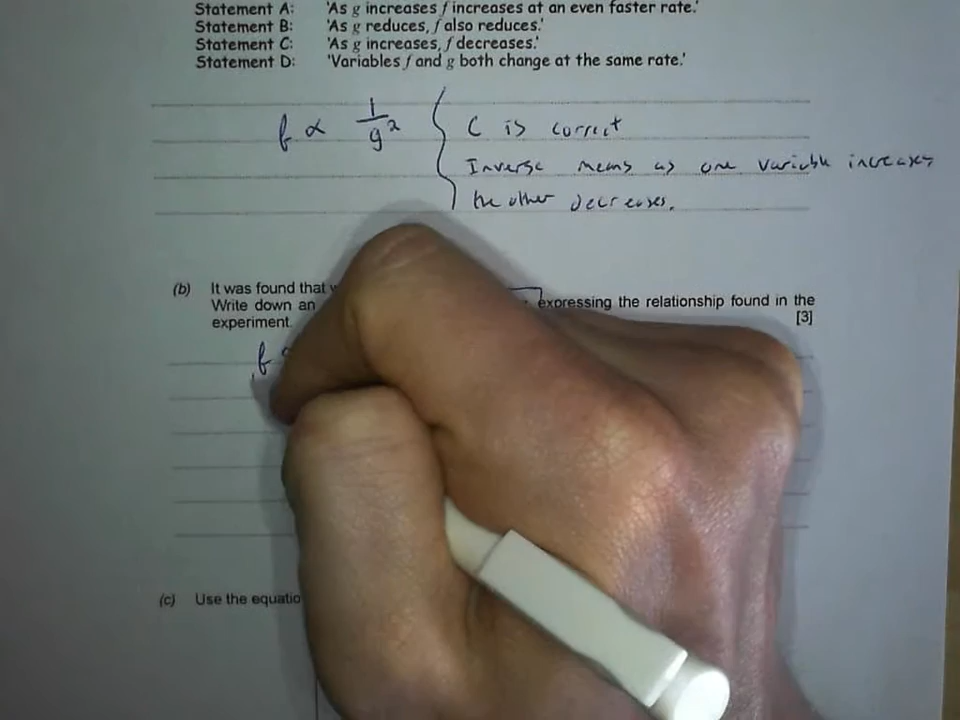 Statement A: 'As g increases f increases at an even faster rate.'
Statement B: 'As g reduces, f also reduces.'
Statement C: 'As g increases, f decreases.'
Statement D: 'Variables f and g both change at the same rate.'
f ∝ 1/g² { C is correct
Inverse means as one variable increases
the other decreases.
(b) It was found that
Write down an expressing the relationship found in the
experiment. [3]
f
(c) Use the equatio